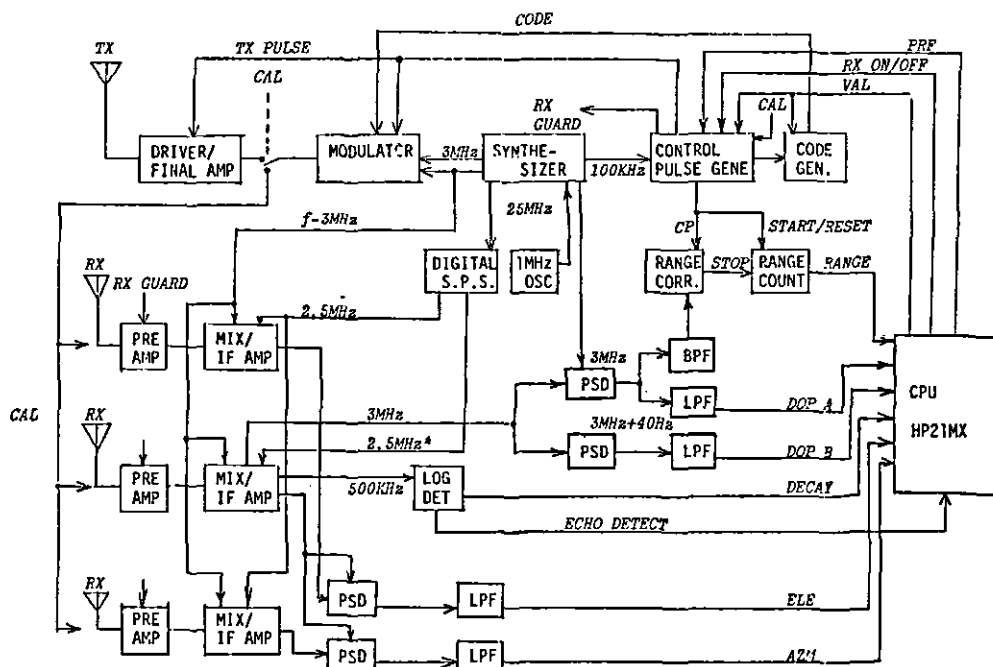 CODE
TX
TX PULSE
PRF
CAL
RX ON/OFF
VAL
RX
GUARD
CAL
DRIVER/
FINAL AMP
MODULATOR
3MHz
SYNTHE-
SIZER
100KHz
CONTROL
PULSE GENE
CODE
GEN.
f-3MHz
25MHz
CP
START/RESET
RX
RX GUARD
DIGITAL
S.P.S.
1MHz
OSC
RANGE
CORR.
STOP
RANGE
COUNT
RANGE
2.5MHz
PRE
AMP
MIX/
IF AMP
3MHz
BPF
PSD
LPF
DOP A
CPU
HP21MX
CAL
RX
3MHz
3MHz+40Hz
2.5MHz*
PSD
LPF
DOP B
PRE
AMP
MIX/
IF AMP
500KHz
LOG
DET
DECAY
ECHO DETECT
RX
PRE
AMP
MIX/
IF AMP
PSD
LPF
ELE
PSD
LPF
AZM